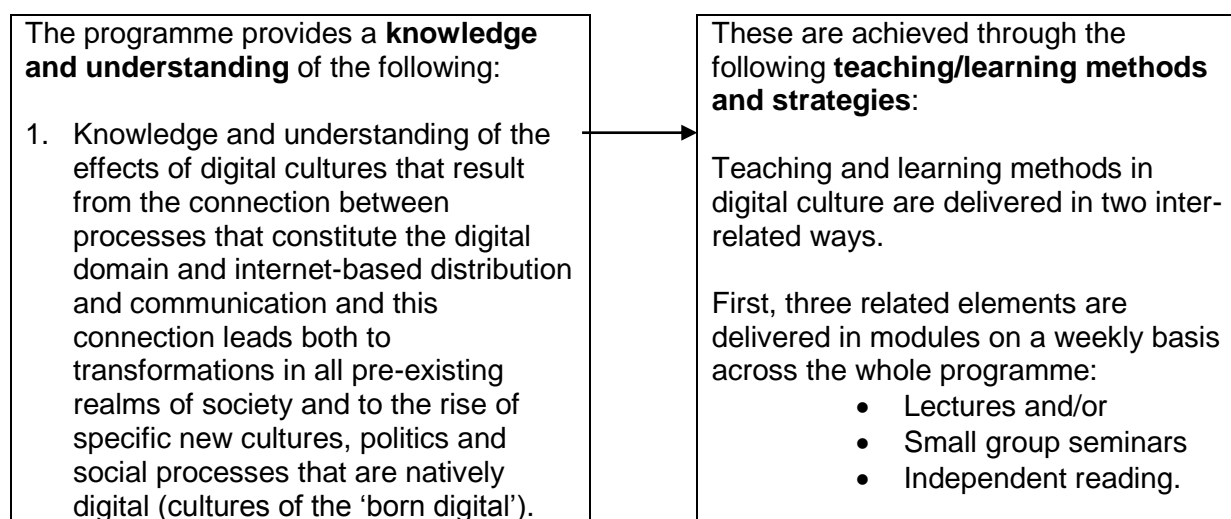 The programme provides a knowledge
and understanding of the following:
1. Knowledge and understanding of the
effects of digital cultures that result
from the connection between
processes that constitute the digital
domain and internet-based distribution
and communication and this
connection leads both to
transformations in all pre-existing
realms of society and to the rise of
specific new cultures, politics and
social processes that are natively
digital (cultures of the ‘born digital’).
These are achieved through the
following teaching/learning methods
and strategies:
Teaching and learning methods in
digital culture are delivered in two inter-
related ways.
First, three related elements are
delivered in modules on a weekly basis
across the whole programme:
• Lectures and/or
• Small group seminars
• Independent reading.